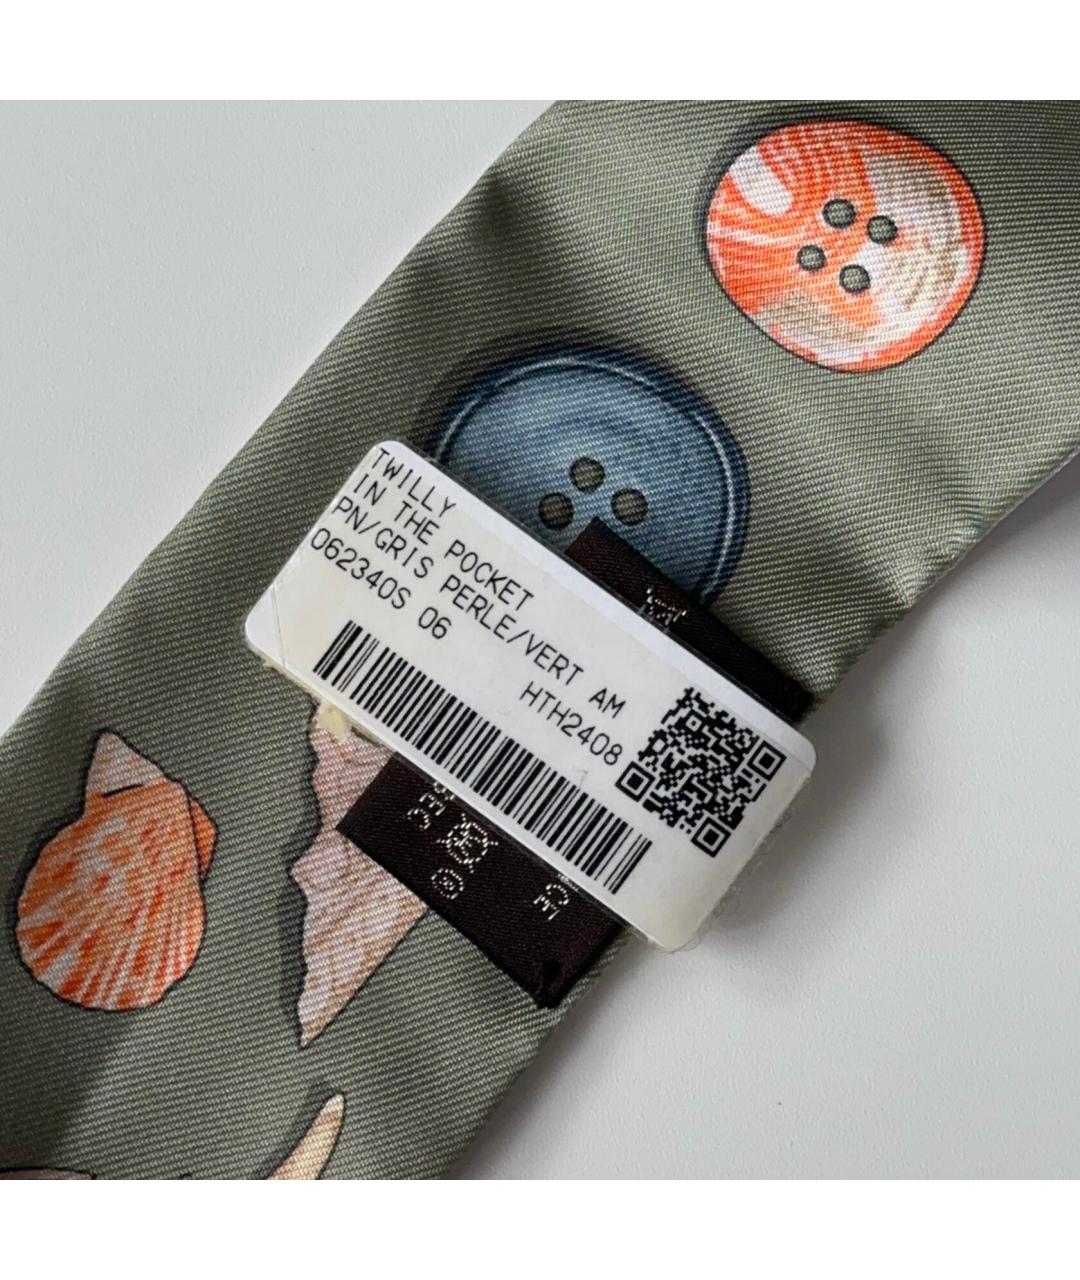 TWILLY
IN THE POCKET
PN/GRIS PERLE/VERT AM
062340S 06
HTH2408